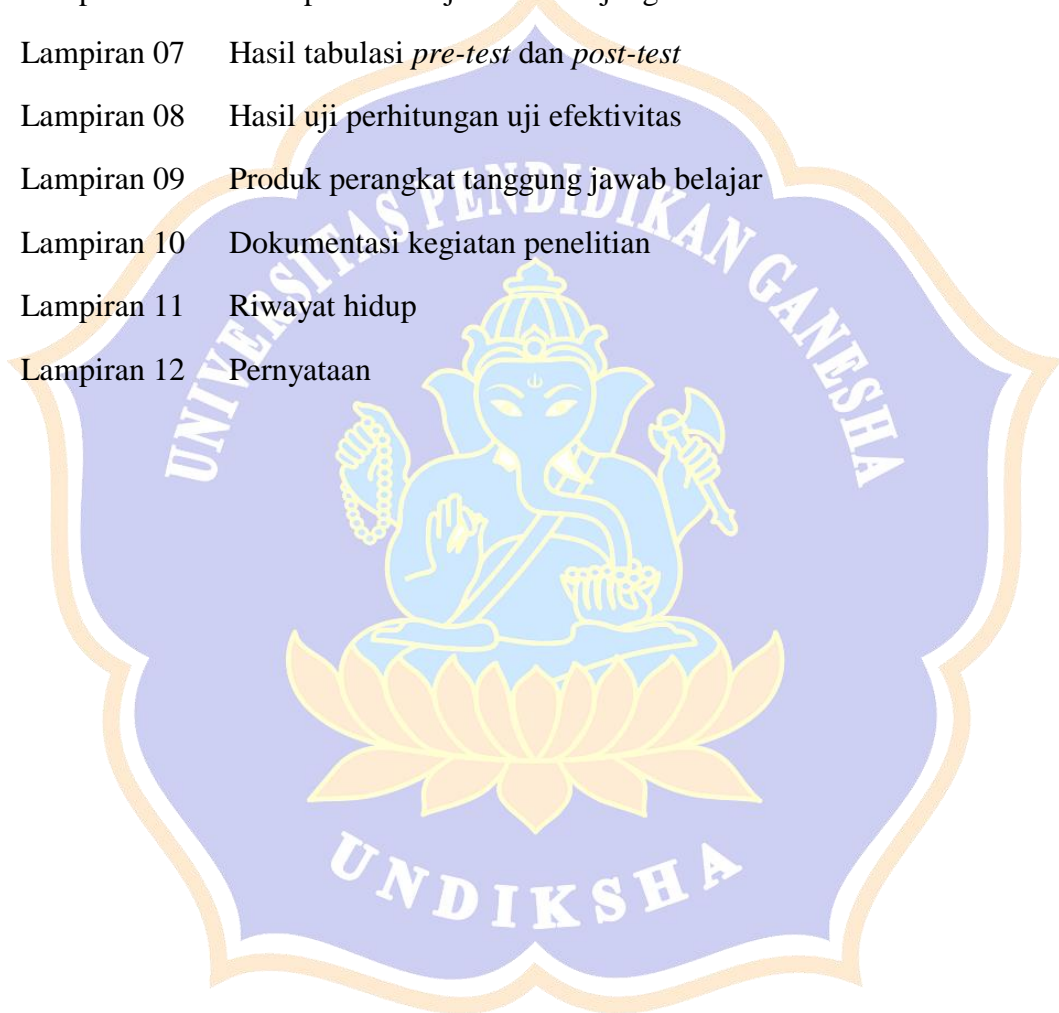 Lampiran 07 Hasil tabulasi pre-test dan post-test
Lampiran 08 Hasil uji perhitungan uji efektivitas
Lampiran 09 Produk perangkat tanggung jawab belajar
Lampiran 10 Dokumentasi kegiatan penelitian
Lampiran 11 Riwayat hidup
Lampiran 12 Pernyataan
UNIVERSITAS PENDIDIKAN GANESHA
UNDIKSHA